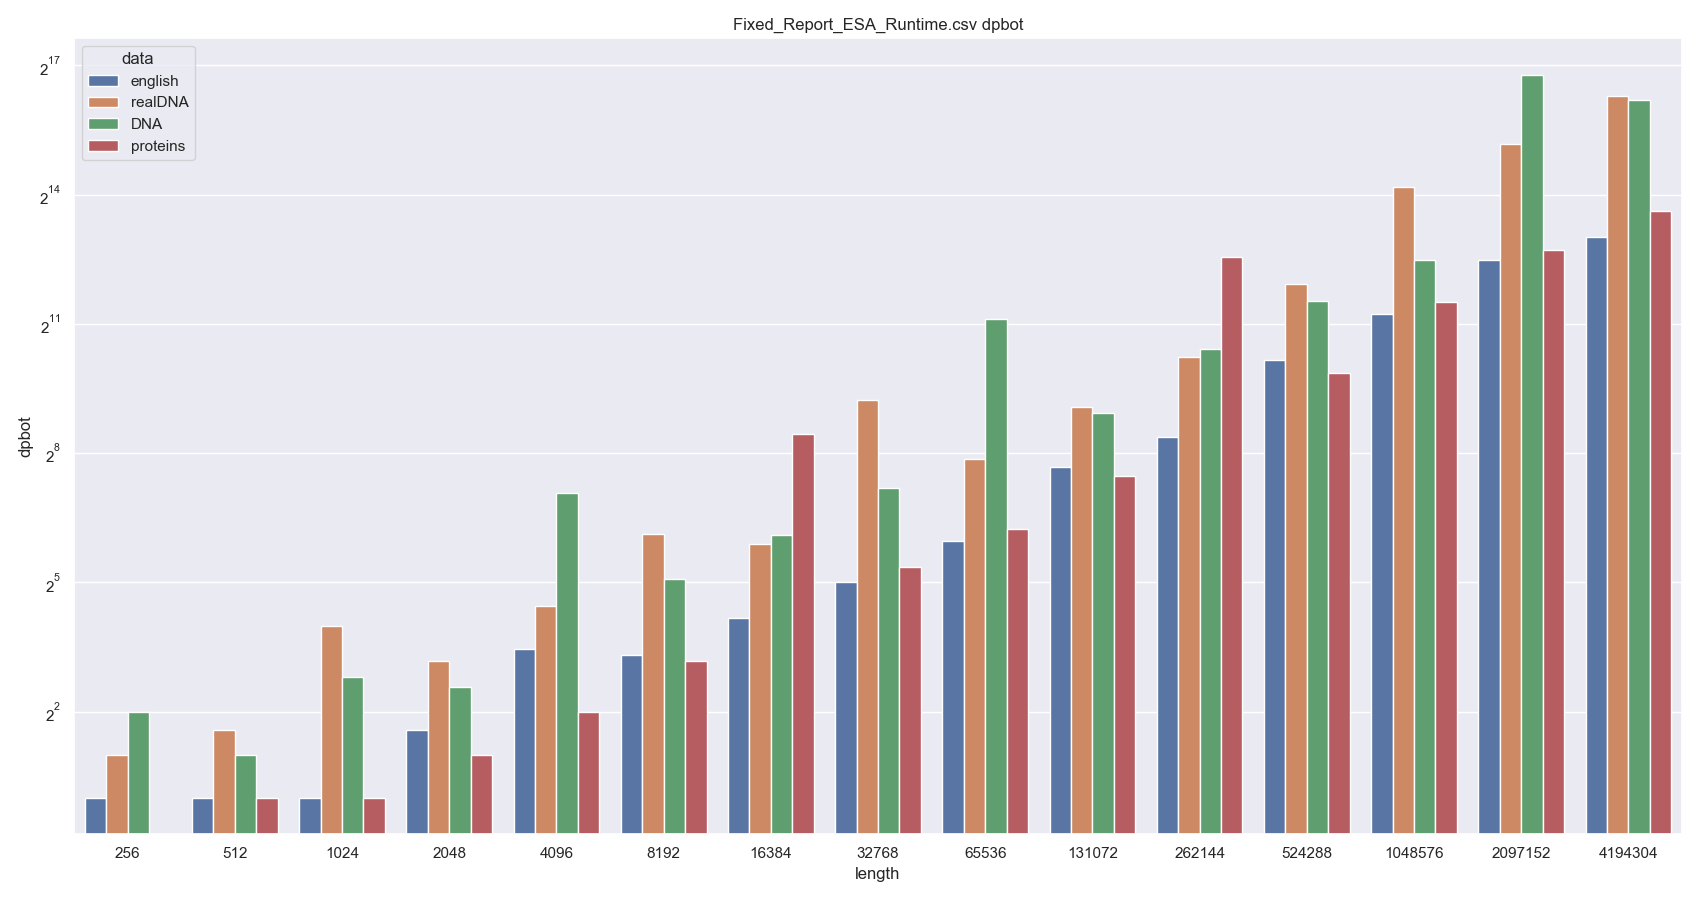 Fixed_Report_ESA_Runtime.csv dpbot
data
english
realDNA
DNA
proteins
2^17
2^14
2^11
2^8
2^5
2^2
dpbot
256 512 1024 2048 4096 8192 16384 32768 65536 131072 262144 524288 1048576 2097152 4194304
length